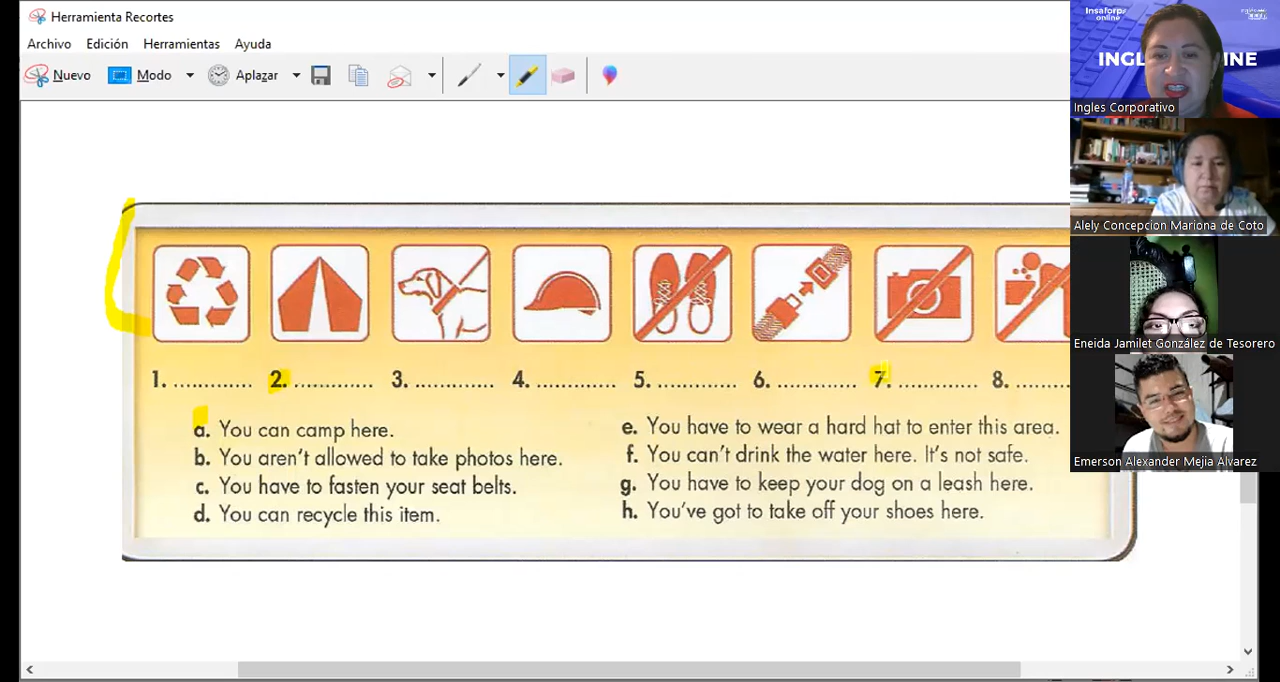 Herramienta Recortes
Archivo Edición Herramientas Ayuda
Nuevo Modo Aplazar
Insaforp
online
INGL NE
Ingles Corporativo
Alely Concepcion Mariona de Coto
Eneida Jamilet González de Tesorero
Emerson Alexander Mejia Alvarez
1. ............ 2. ............ 3. ............ 4. ............ 5. ............ 6. ............ 7. ............ 8. ........
a. You can camp here.
b. You aren't allowed to take photos here.
c. You have to fasten your seat belts.
d. You can recycle this item.
e. You have to wear a hard hat to enter this area.
f. You can't drink the water here. It's not safe.
g. You have to keep your dog on a leash here.
h. You've got to take off your shoes here.